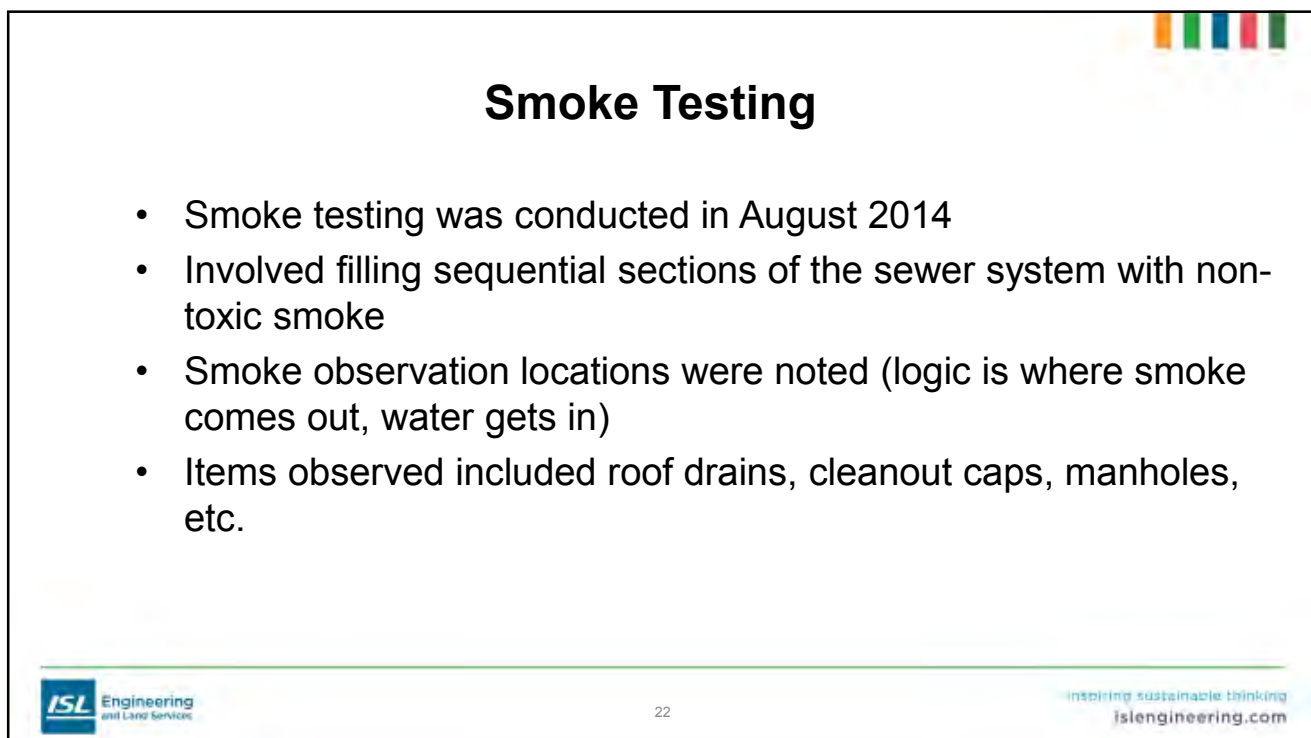 Smoke Testing
• Smoke testing was conducted in August 2014
• Involved filling sequential sections of the sewer system with non-
toxic smoke
• Smoke observation locations were noted (logic is where smoke
comes out, water gets in)
• Items observed included roof drains, cleanout caps, manholes,
etc.
ISL Engineering
and Land Services
22
inspiring sustainable thinking
islengineering.com